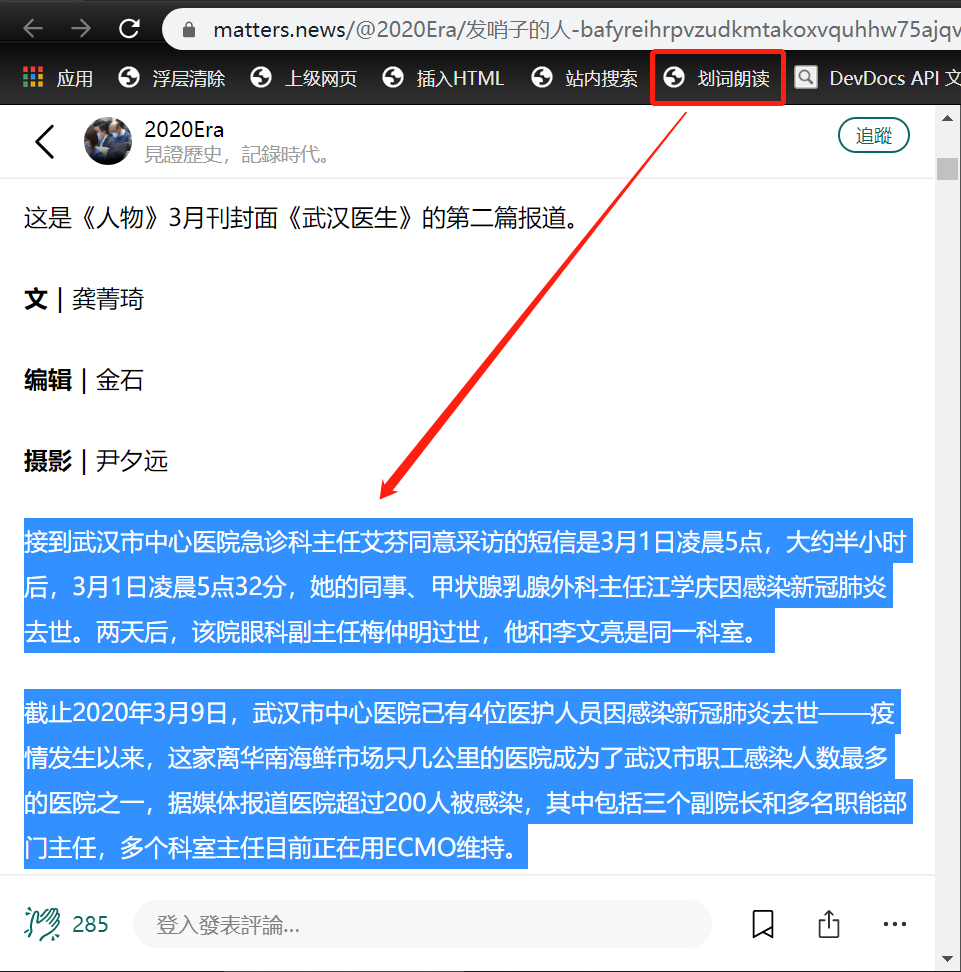 matters.news/@2020Era/发哨子的人-bafyreihrpvzudkmtakoxvquhhw75ajqv
应用 浮层清除 上级网页 插入HTML 站内搜索 划词朗读 DevDocs API 文
2020Era
見證歷史，記錄時代。
追蹤
这是《人物》3月刊封面《武汉医生》的第二篇报道。
文 | 龚菁琦
编辑 | 金石
摄影 | 尹夕远
接到武汉市中心医院急诊科主任艾芬同意采访的短信是3月1日凌晨5点，大约半小时
后，3月1日凌晨5点32分，她的同事、甲状腺乳腺外科主任江学庆因感染新冠肺炎
去世。两天后，该院眼科副主任梅仲明过世，他和李文亮是同一科室。
截止2020年3月9日，武汉市中心医院已有4位医护人员因感染新冠肺炎去世——疫
情发生以来，这家离华南海鲜市场只几公里的医院成为了武汉市职工感染人数最多
的医院之一，据媒体报道医院超过200人被感染，其中包括三个副院长和多名职能部
门主任，多个科室主任目前正在用ECMO维持。
285
登入發表評論...